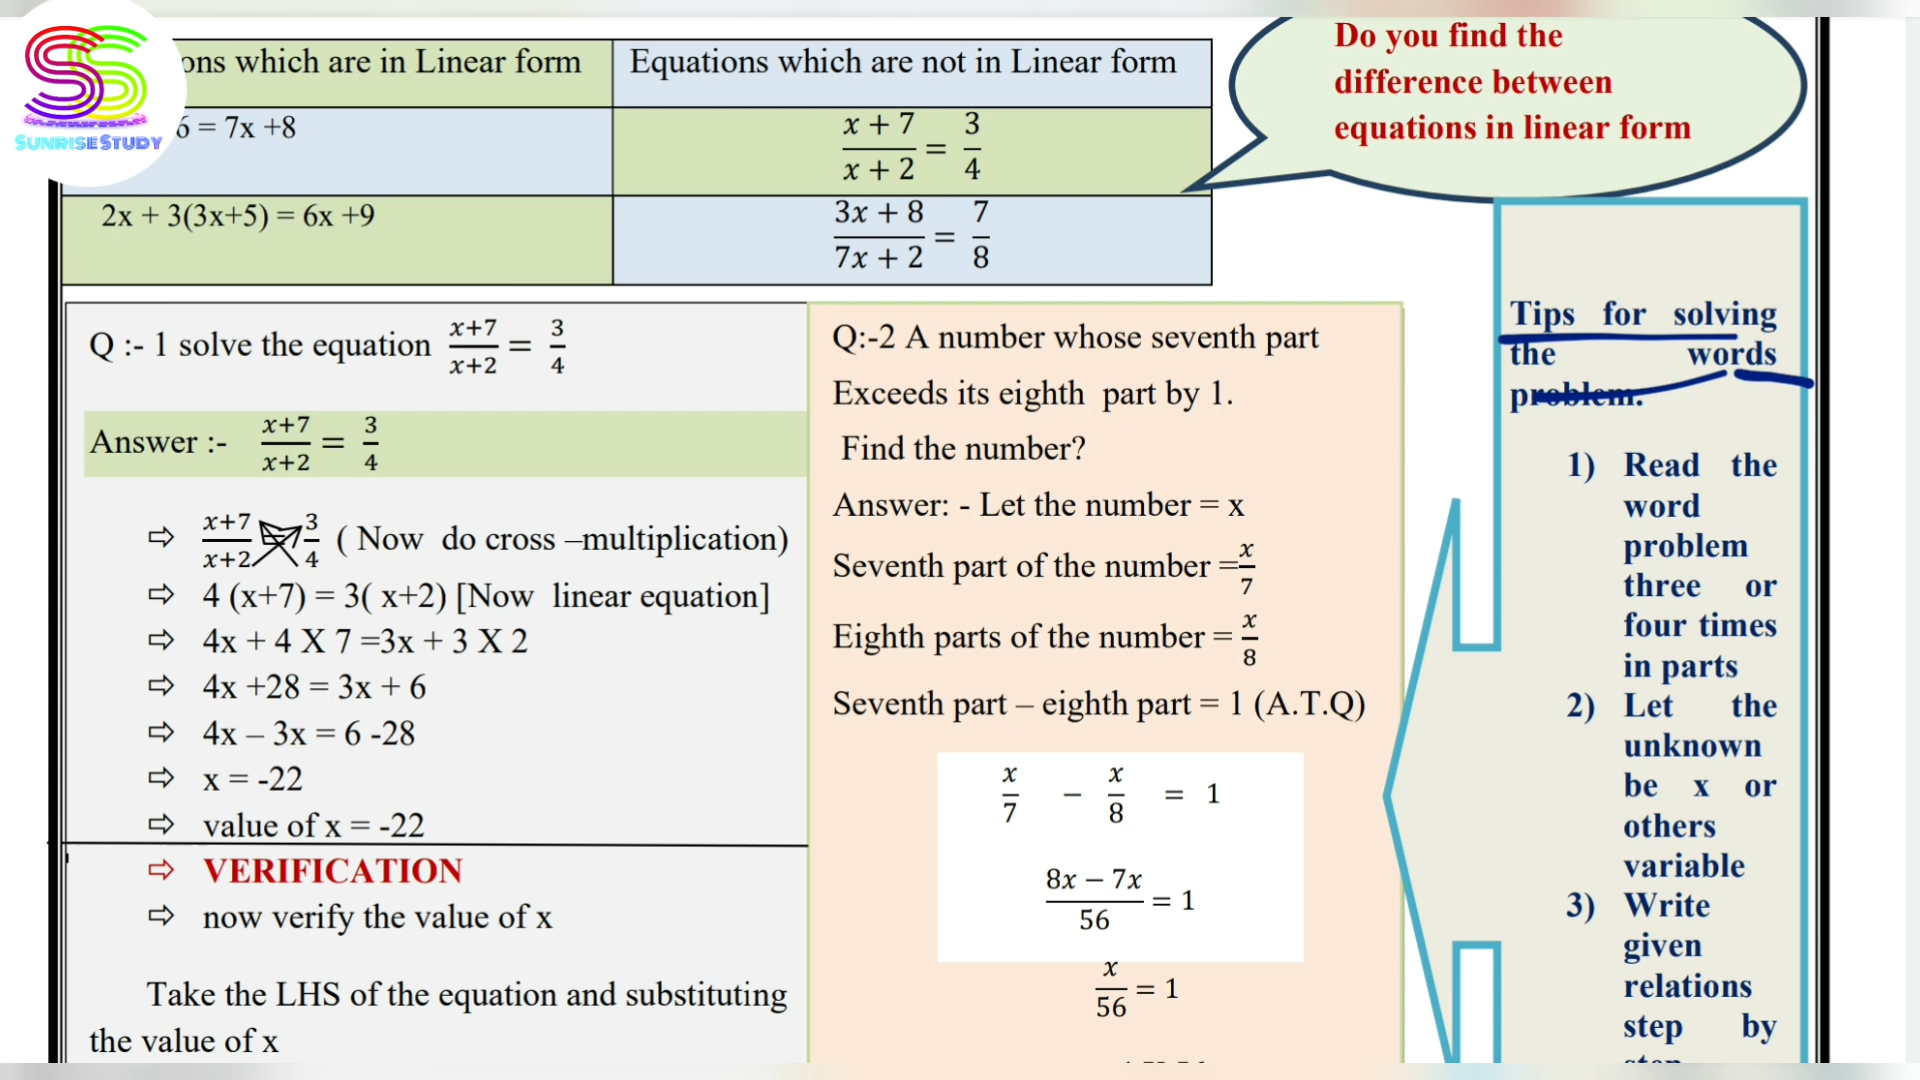 SUNRISESTUDY
ons which are in Linear form
Equations which are not in Linear form
6 = 7x +8
x + 7 / x + 2 = 3 / 4
2x + 3(3x+5) = 6x +9
3x + 8 / 7x + 2 = 7 / 8
Do you find the
difference between
equations in linear form
Q :- 1 solve the equation x+7 / x+2 = 3 / 4
Answer :- x+7 / x+2 = 3 / 4
⇨ x+7 / x+2 = 3 / 4 ( Now do cross –multiplication)
⇨ 4 (x+7) = 3( x+2) [Now linear equation]
⇨ 4x + 4 X 7 =3x + 3 X 2
⇨ 4x +28 = 3x + 6
⇨ 4x – 3x = 6 -28
⇨ x = -22
⇨ value of x = -22
⇨ VERIFICATION
⇨ now verify the value of x
Take the LHS of the equation and substituting
the value of x
Q:-2 A number whose seventh part
Exceeds its eighth part by 1.
Find the number?
Answer: - Let the number = x
Seventh part of the number = x / 7
Eighth parts of the number = x / 8
Seventh part – eighth part = 1 (A.T.Q)
x / 7 – x / 8 = 1
8x – 7x / 56 = 1
x / 56 = 1
Tips for solving
the words
problem.
1) Read the
word
problem
three or
four times
in parts
2) Let the
unknown
be x or
others
variable
3) Write
given
relations
step by